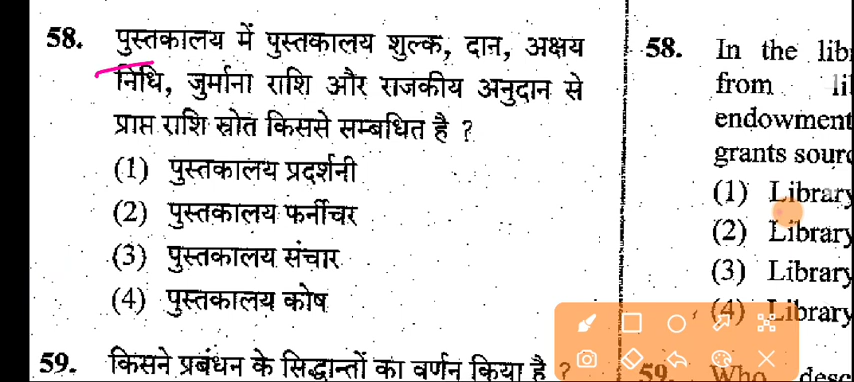 58. पुस्तकालय में पुस्तकालय शुल्क, दान, अक्षय
निधि, जुर्माना राशि और राजकीय अनुदान से
प्राप्त राशि स्रोत किससे सम्बधित है ?
(1) पुस्तकालय प्रदर्शनी
(2) पुस्तकालय फर्नीचर
(3) पुस्तकालय संचार
(4) पुस्तकालय कोष
59. किसने प्रबंधन के सिद्धान्तों का वर्णन किया है ?
58. In the lib
from li
endowment
grants sour
(1) Library
(2) Library
(3) Library
(4) Library
59. Who desc